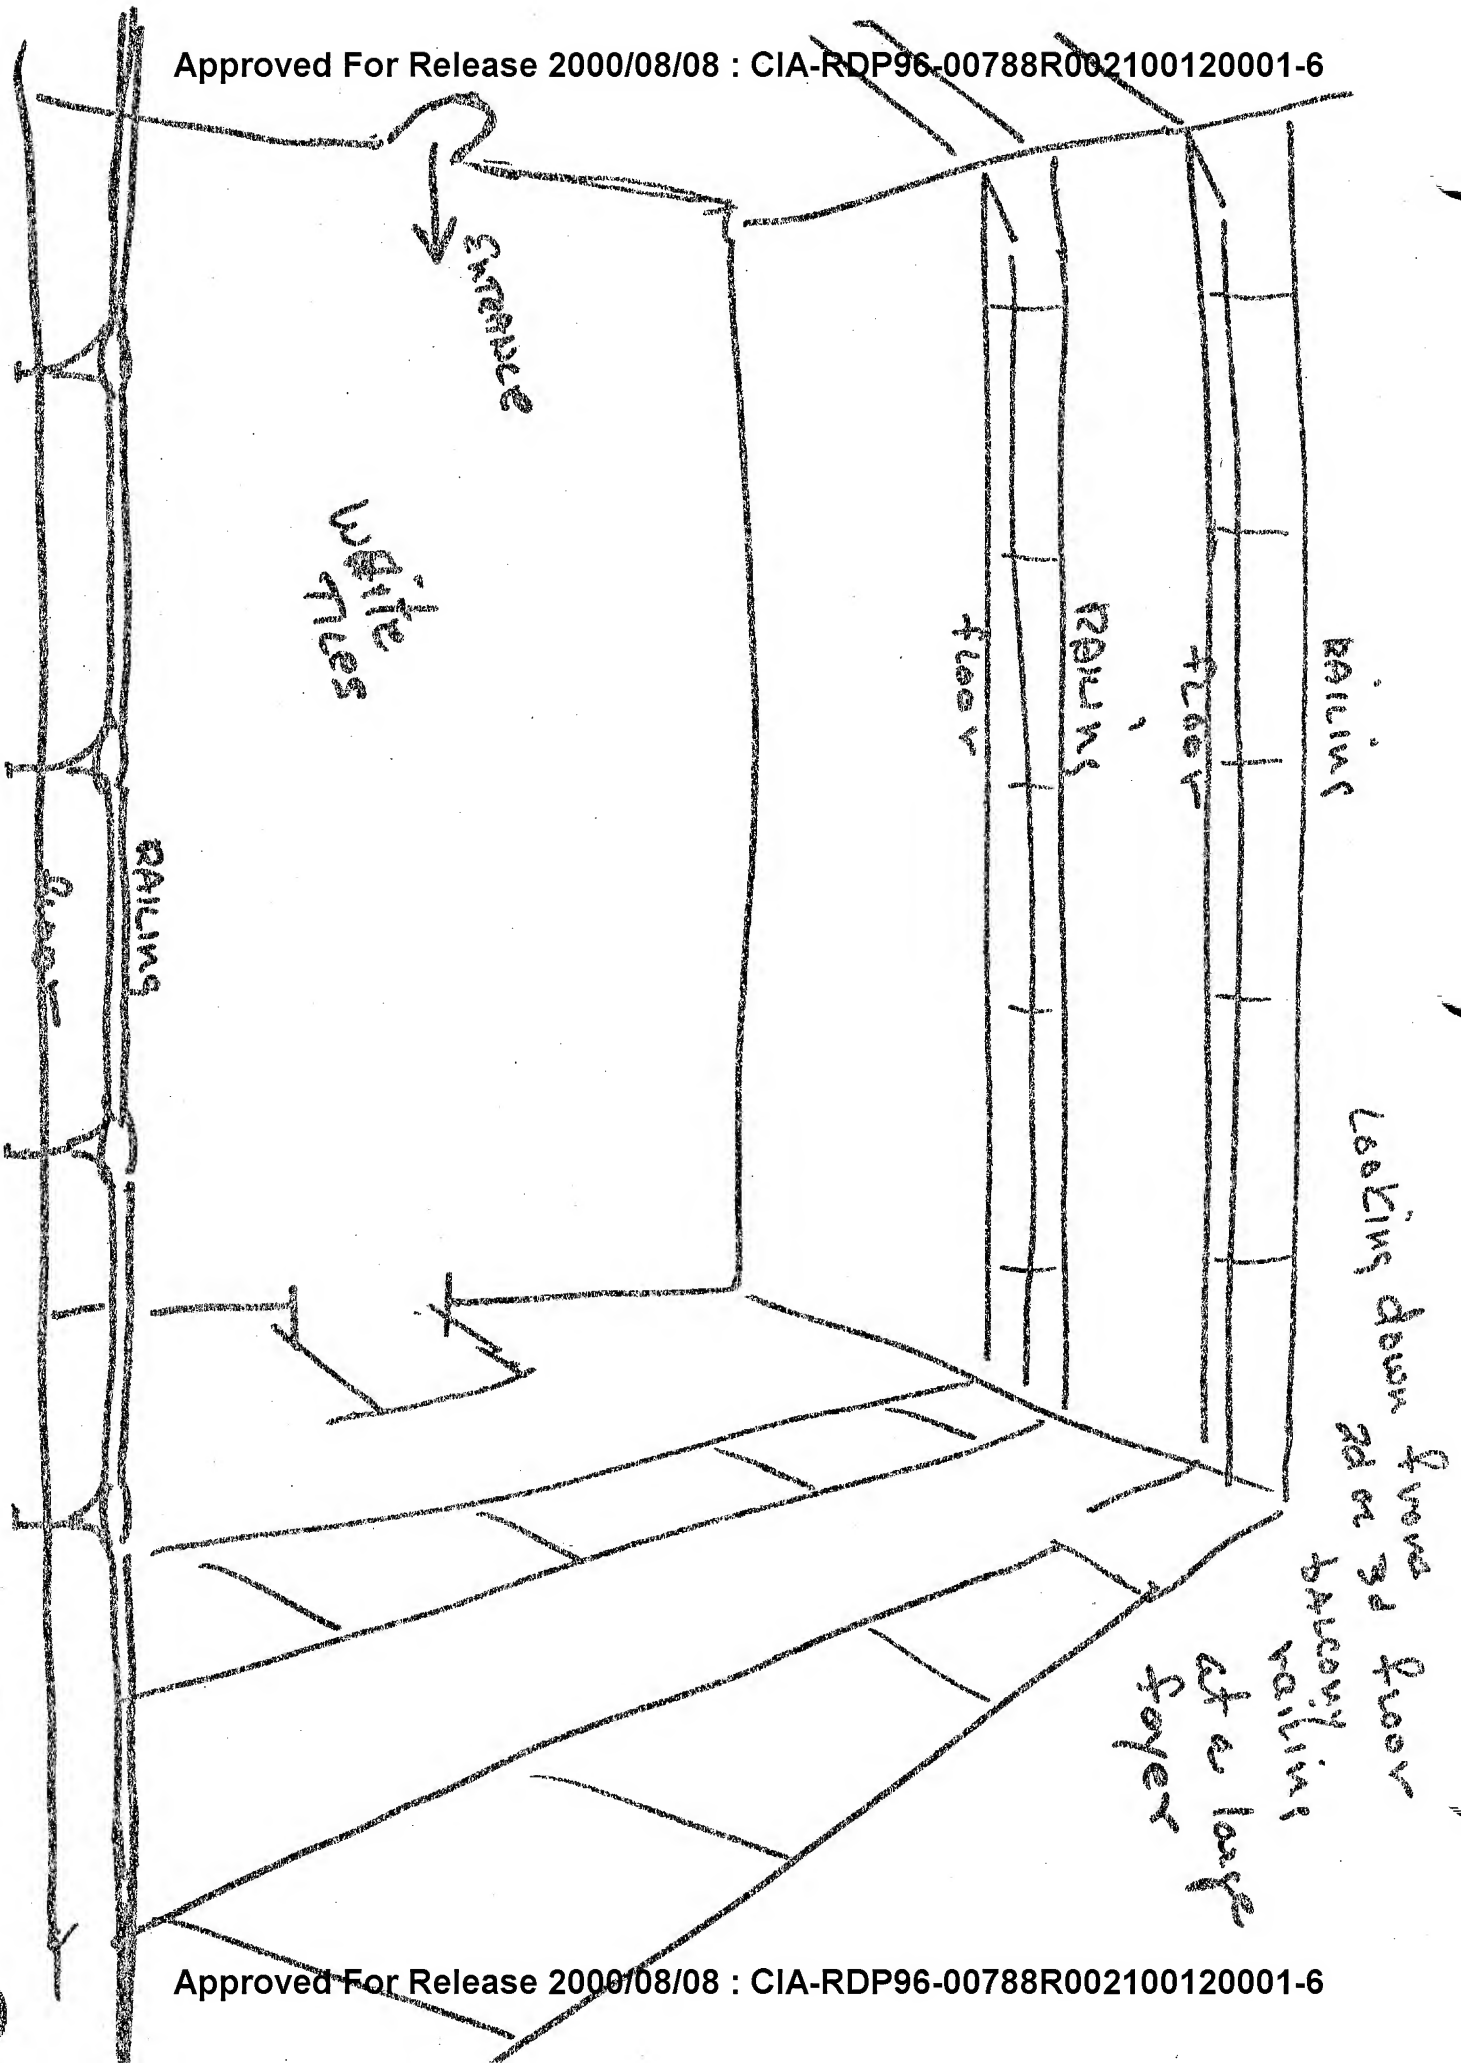 Approved For Release 2000/08/08 : CIA-RDP96-00788R002100120001-6
Looking down from
2d or 3d floor
bALCONY
railing
at a large
foyer
RAILING
fLoor
RAILING
fLoor
ENTRANCE
White
TILES
RAILING
floor
Approved For Release 2000/08/08 : CIA-RDP96-00788R002100120001-6